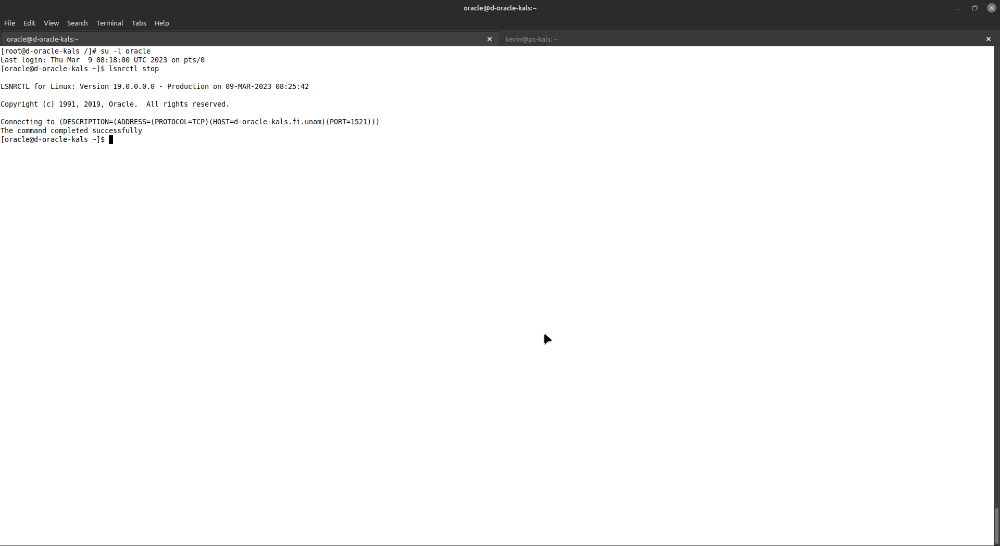 oracle@d-oracle-kals:~
File Edit View Search Terminal Tabs Help
oracle@d-oracle-kals:~ kevin@pc-kals: ~
[root@d-oracle-kals /]# su -l oracle
Last login: Thu Mar  9 08:18:00 UTC 2023 on pts/0
[oracle@d-oracle-kals ~]$ lsnrctl stop
LSNRCTL for Linux: Version 19.0.0.0.0 - Production on 09-MAR-2023 08:25:42
Copyright (c) 1991, 2019, Oracle.  All rights reserved.
Connecting to (DESCRIPTION=(ADDRESS=(PROTOCOL=TCP)(HOST=d-oracle-kals.fi.unam)(PORT=1521)))
The command completed successfully
[oracle@d-oracle-kals ~]$